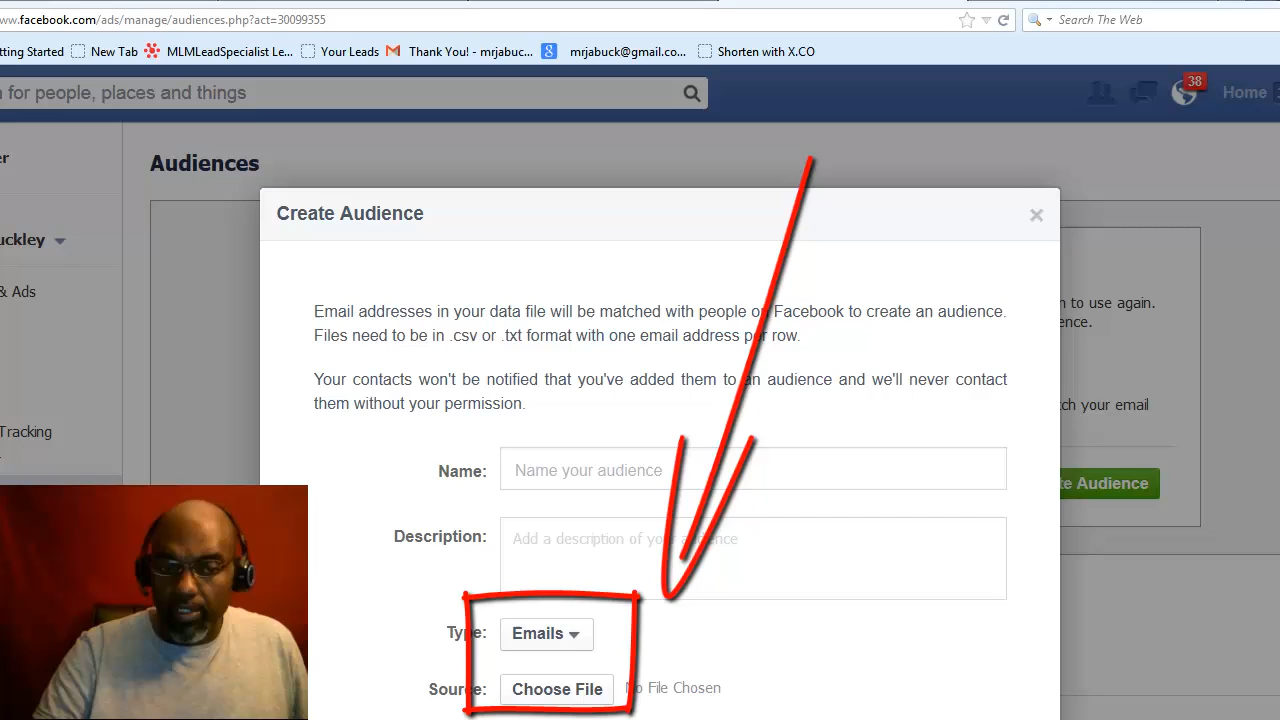 ww.facebook.com/ads/manage/audiences.php?act=30099355
Search The Web
tting Started New Tab MLMLeadSpecialist Le... Your Leads Thank You! - mrjabuck... mrjabuck@gmail.co... Shorten with X.CO
n for people, places and things
38
Home
er
Audiences
Create Audience
uckley
& Ads
Email addresses in your data file will be matched with people on Facebook to create an audience.
Files need to be in .csv or .txt format with one email address per row.
n to use again.
ence.
Your contacts won't be notified that you've added them to an audience and we'll never contact
them without your permission.
tch your email
Tracking
Name: Name your audience
te Audience
Description: Add a description of your audience
Type: Emails
Source: Choose File No File Chosen